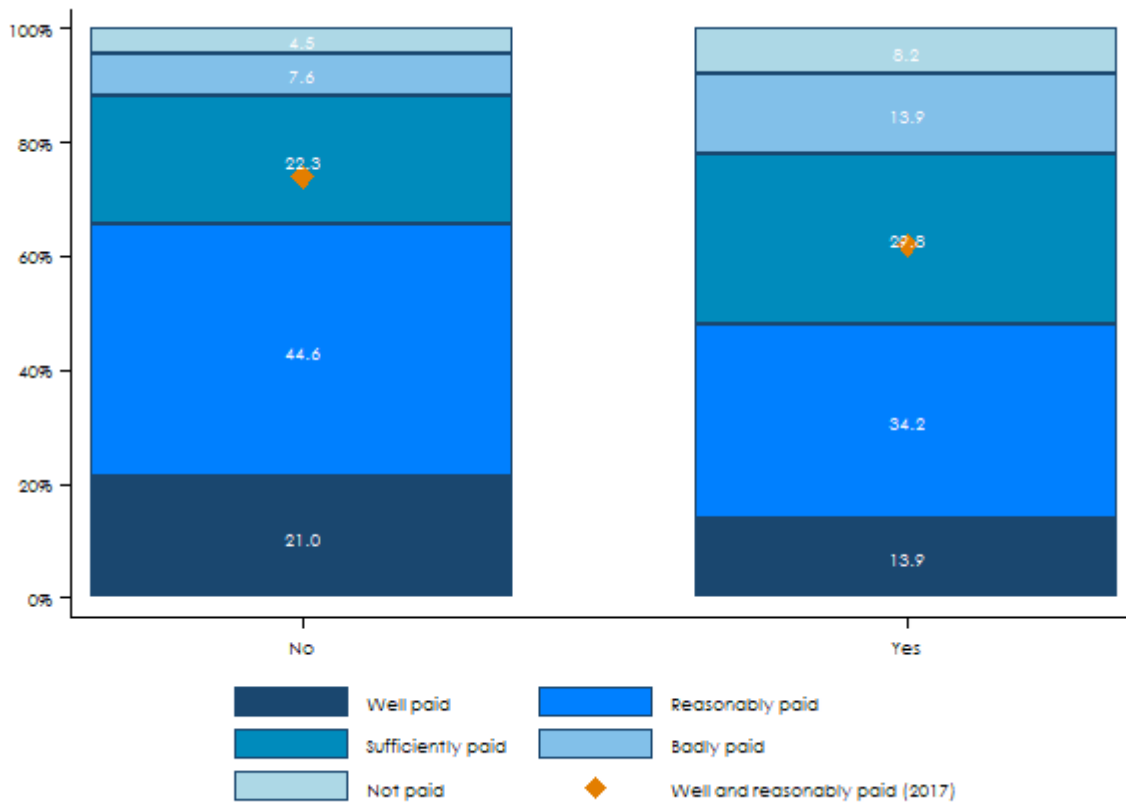 100%
4.5
8.2
7.6
13.9
80%
22.3
60%
29.8
40%
44.6
34.2
20%
21.0
13.9
0%
No
Yes
Well paid
Reasonably paid
Sufficiently paid
Badly paid
Not paid
Well and reasonably paid (2017)